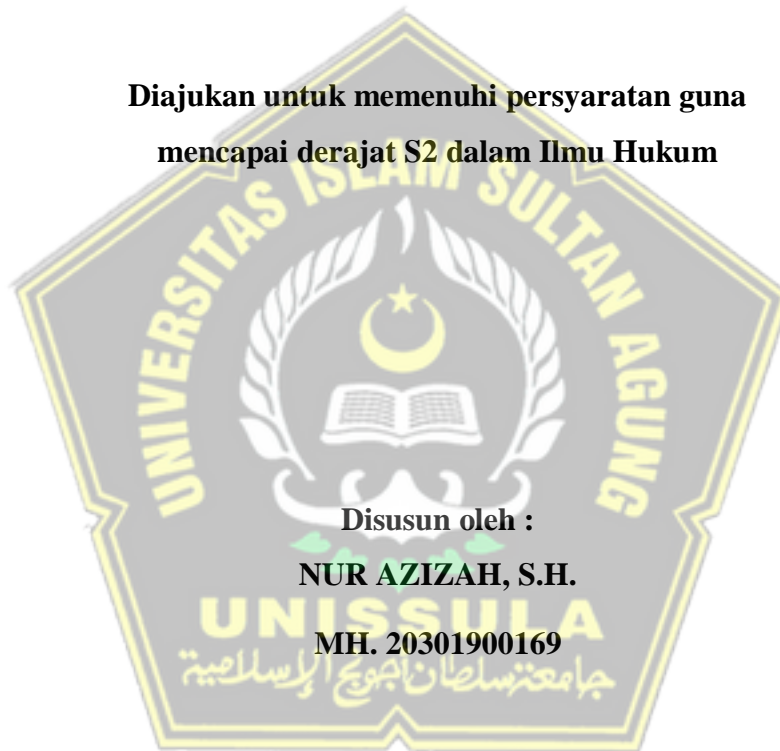 Diajukan untuk memenuhi persyaratan guna
mencapai derajat S2 dalam Ilmu Hukum
UNIVERSITAS ISLAM SULTAN AGUNG
Disusun oleh :
NUR AZIZAH, S.H.
UNISSULA
MH. 20301900169
جامعة سلطان أجونج الإسلامية